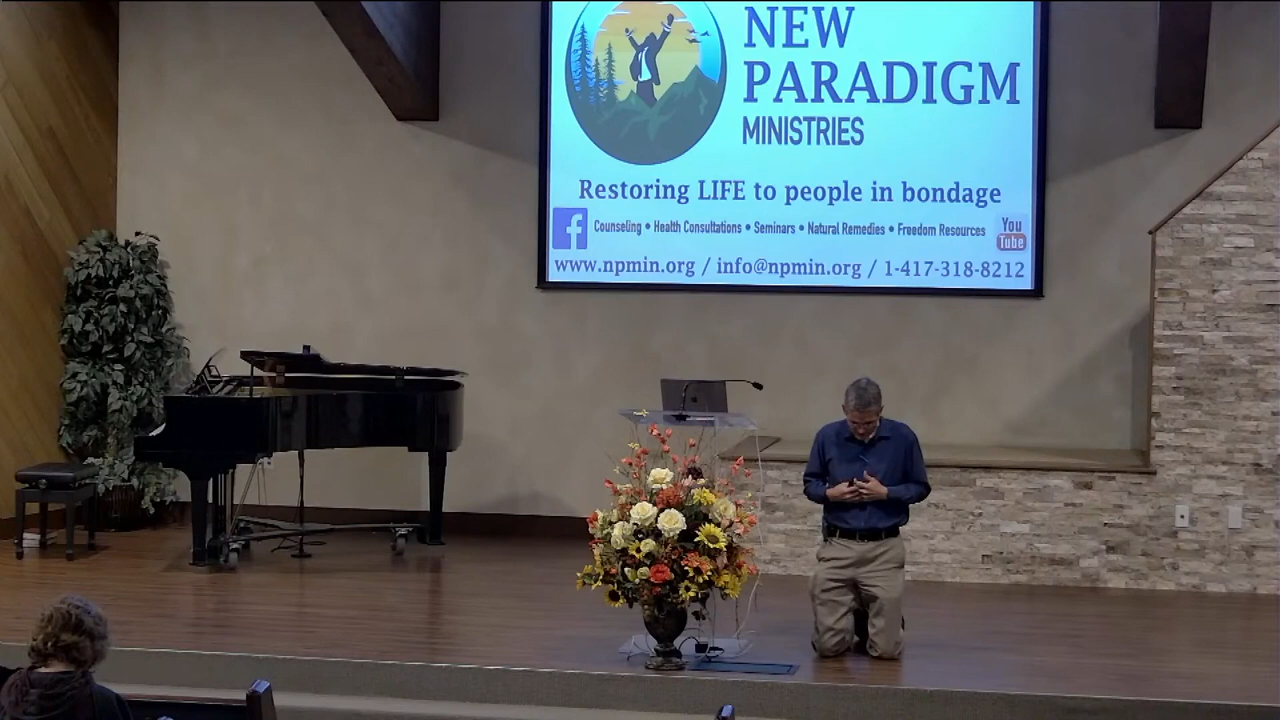 NEW
PARADIGM
MINISTRIES
Restoring LIFE to people in bondage
f Counseling • Health Consultations • Seminars • Natural Remedies • Freedom Resources You Tube
www.npmin.org / info@npmin.org / 1-417-318-8212